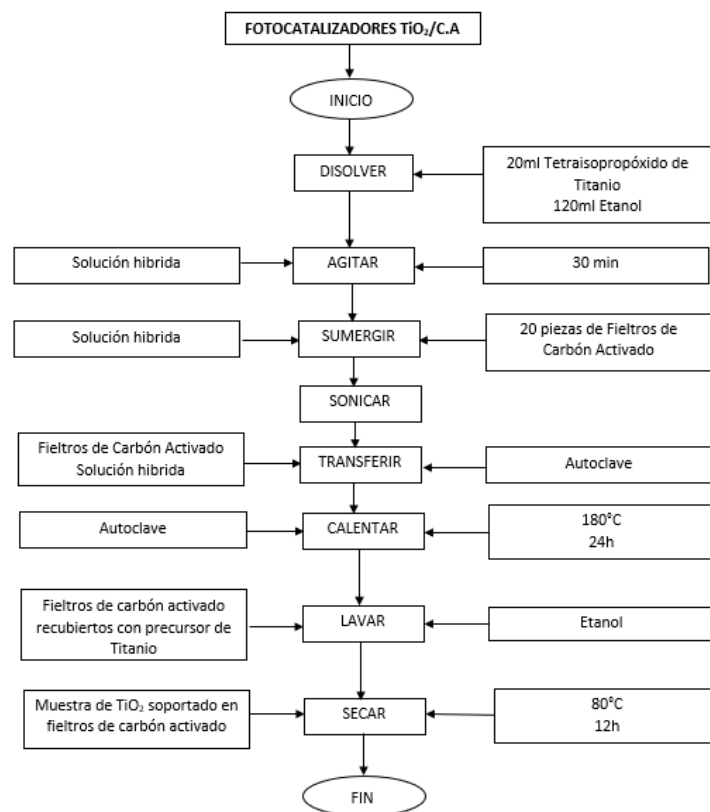 FOTOCATALIZADORES TiO₂/C.A
INICIO
DISOLVER
20ml Tetraisopropóxido de
Titanio
120ml Etanol
Solución hibrida
AGITAR
30 min
Solución hibrida
SUMERGIR
20 piezas de Fieltros de
Carbón Activado
SONICAR
Fieltros de Carbón Activado
Solución hibrida
TRANSFERIR
Autoclave
Autoclave
CALENTAR
180°C
24h
Fieltros de carbón activado
recubiertos con precursor de
Titanio
LAVAR
Etanol
Muestra de TiO₂ soportado en
fieltros de carbón activado
SECAR
80°C
12h
FIN